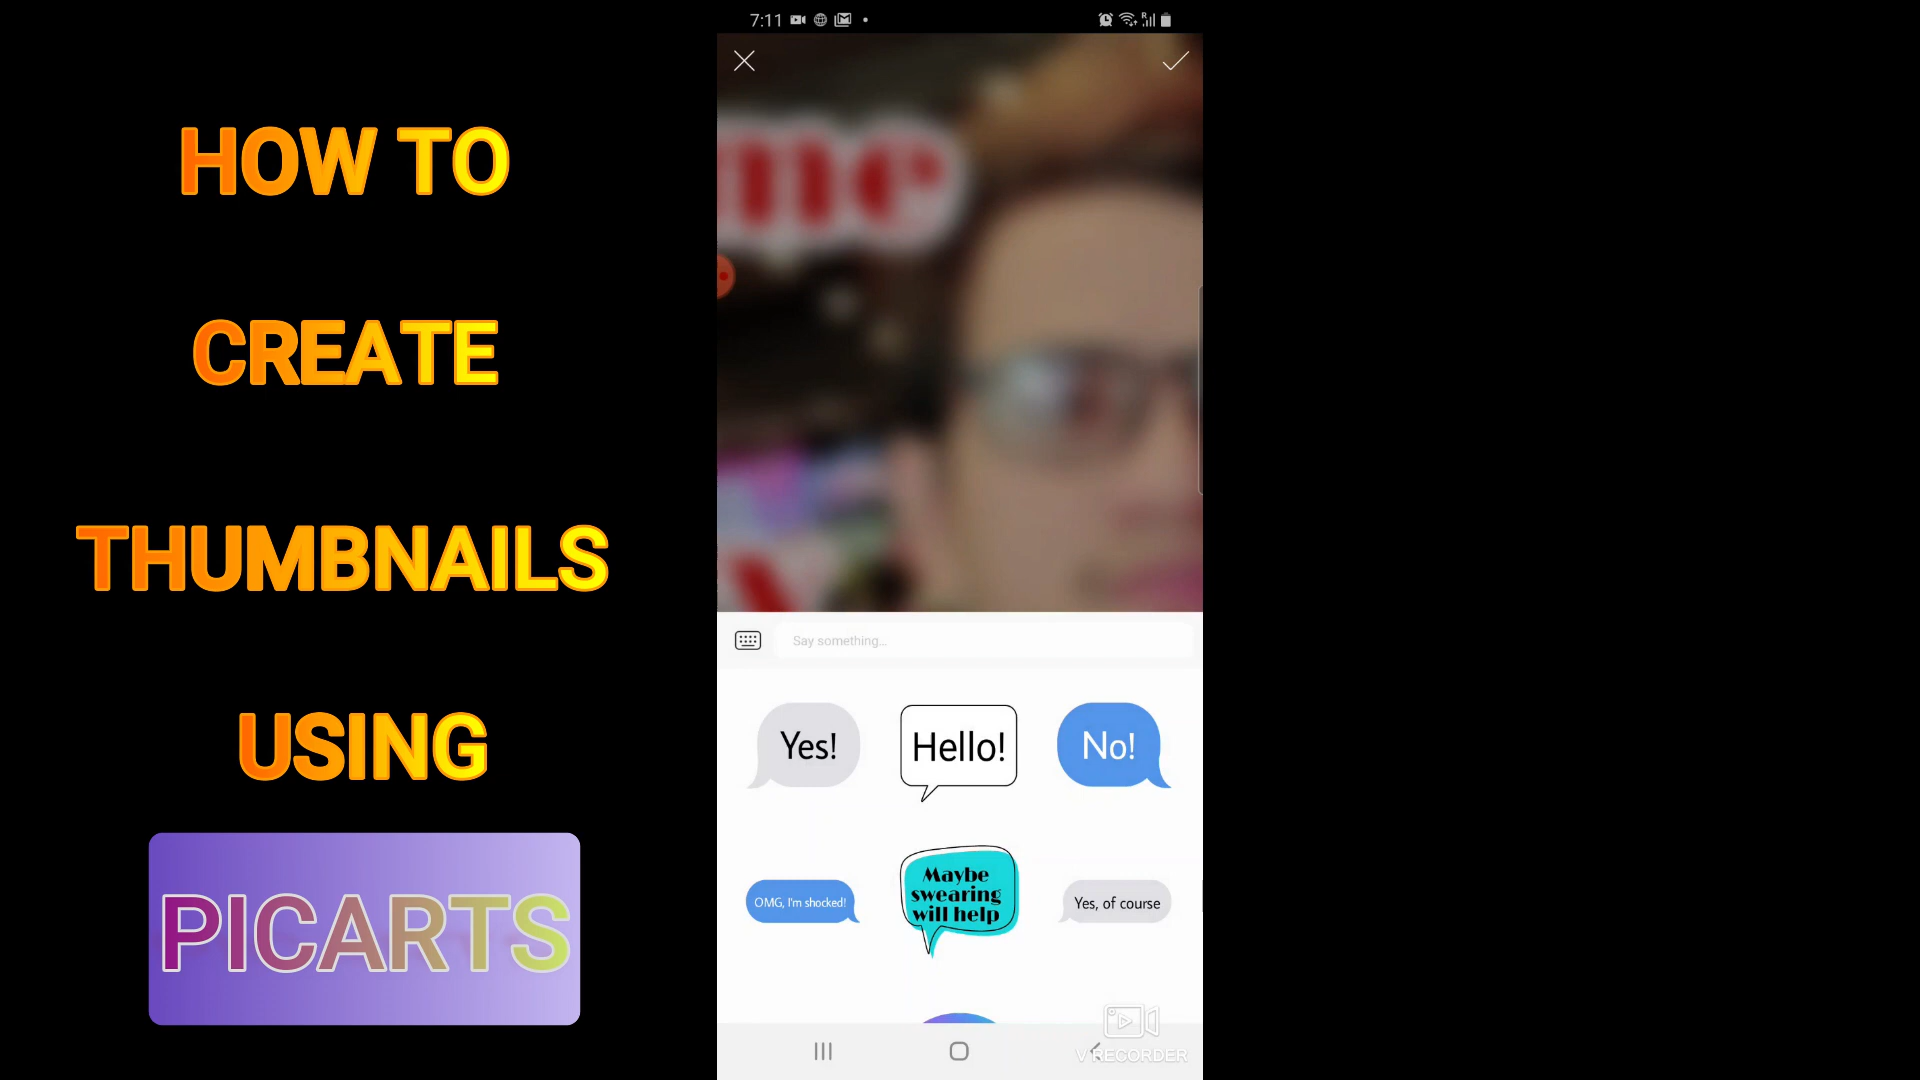 HOW TO
CREATE
THUMBNAILS
USING
PICARTS
7:11
me
Say something...
Yes!
Hello!
No!
OMG, I'm shocked!
Maybe
swearing
will help
Yes, of course
V RECORDER